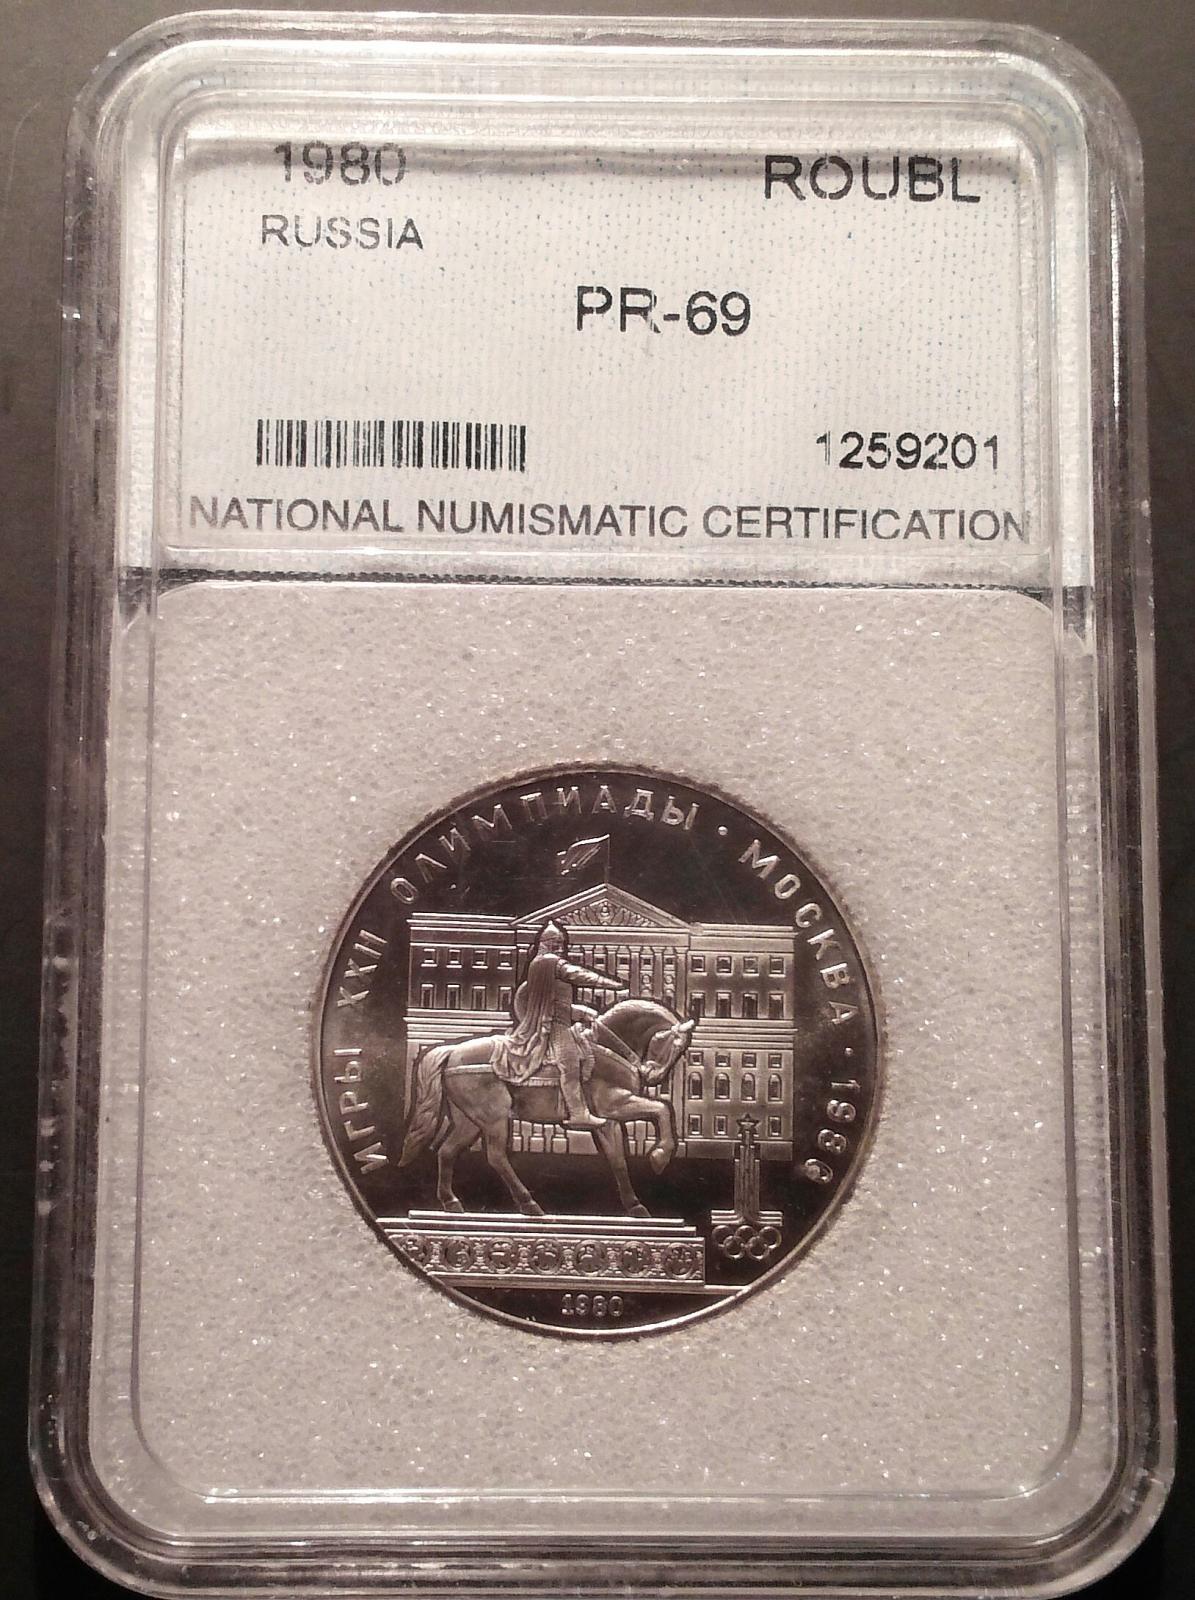 1980 ROUBL
RUSSIA
PR-69
1259201
NATIONAL NUMISMATIC CERTIFICATION
ИГРЫ XXII ОЛИМПИАДЫ · МОСКВА · 1980
1980